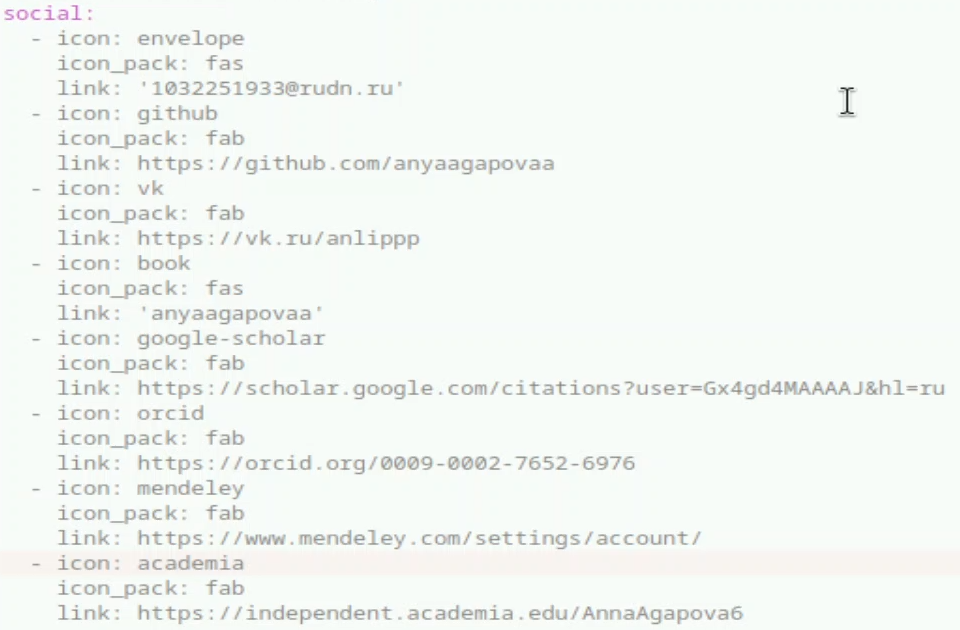 social:
  - icon: envelope
    icon_pack: fas
    link: '1032251933@rudn.ru'
  - icon: github
    icon_pack: fab
    link: https://github.com/anyaagapovaa
  - icon: vk
    icon_pack: fab
    link: https://vk.ru/anlippp
  - icon: book
    icon_pack: fas
    link: 'anyaagapovaa'
  - icon: google-scholar
    icon_pack: fab
    link: https://scholar.google.com/citations?user=Gx4gd4MAAAAJ&hl=ru
  - icon: orcid
    icon_pack: fab
    link: https://orcid.org/0009-0002-7652-6976
  - icon: mendeley
    icon_pack: fab
    link: https://www.mendeley.com/settings/account/
  - icon: academia
    icon_pack: fab
    link: https://independent.academia.edu/AnnaAgapova6